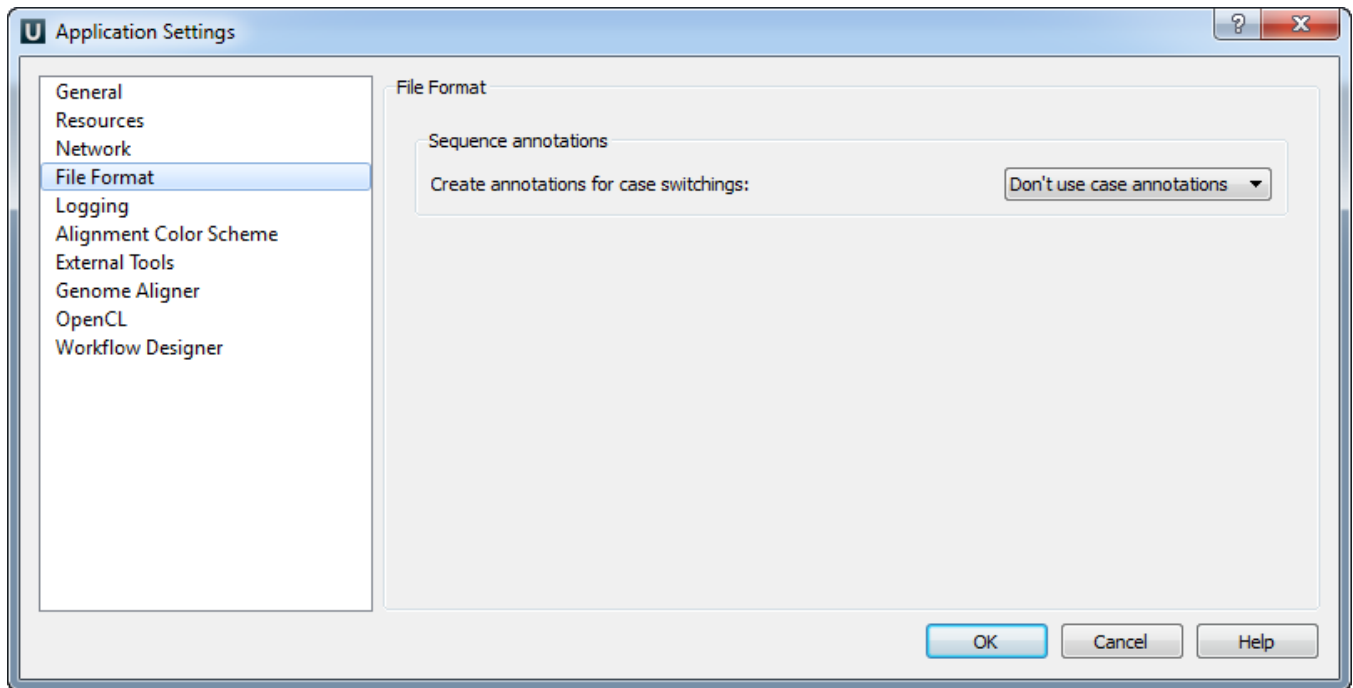 U Application Settings
General
Resources
Network
File Format
Logging
Alignment Color Scheme
External Tools
Genome Aligner
OpenCL
Workflow Designer
File Format
Sequence annotations
Create annotations for case switchings: Don't use case annotations
OK Cancel Help